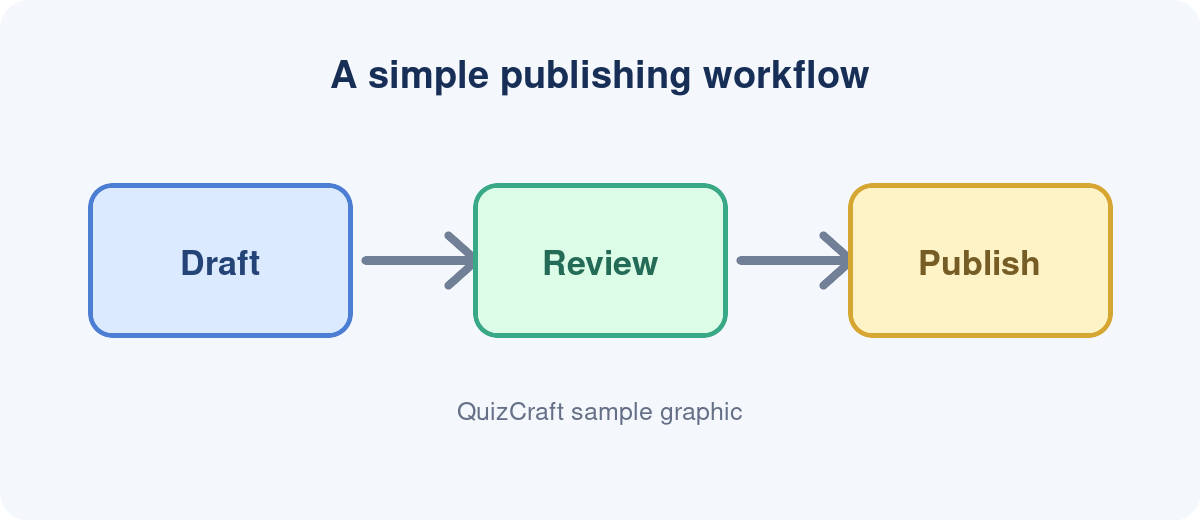 A simple publishing workflow
Draft
Review
Publish
QuizCraft sample graphic